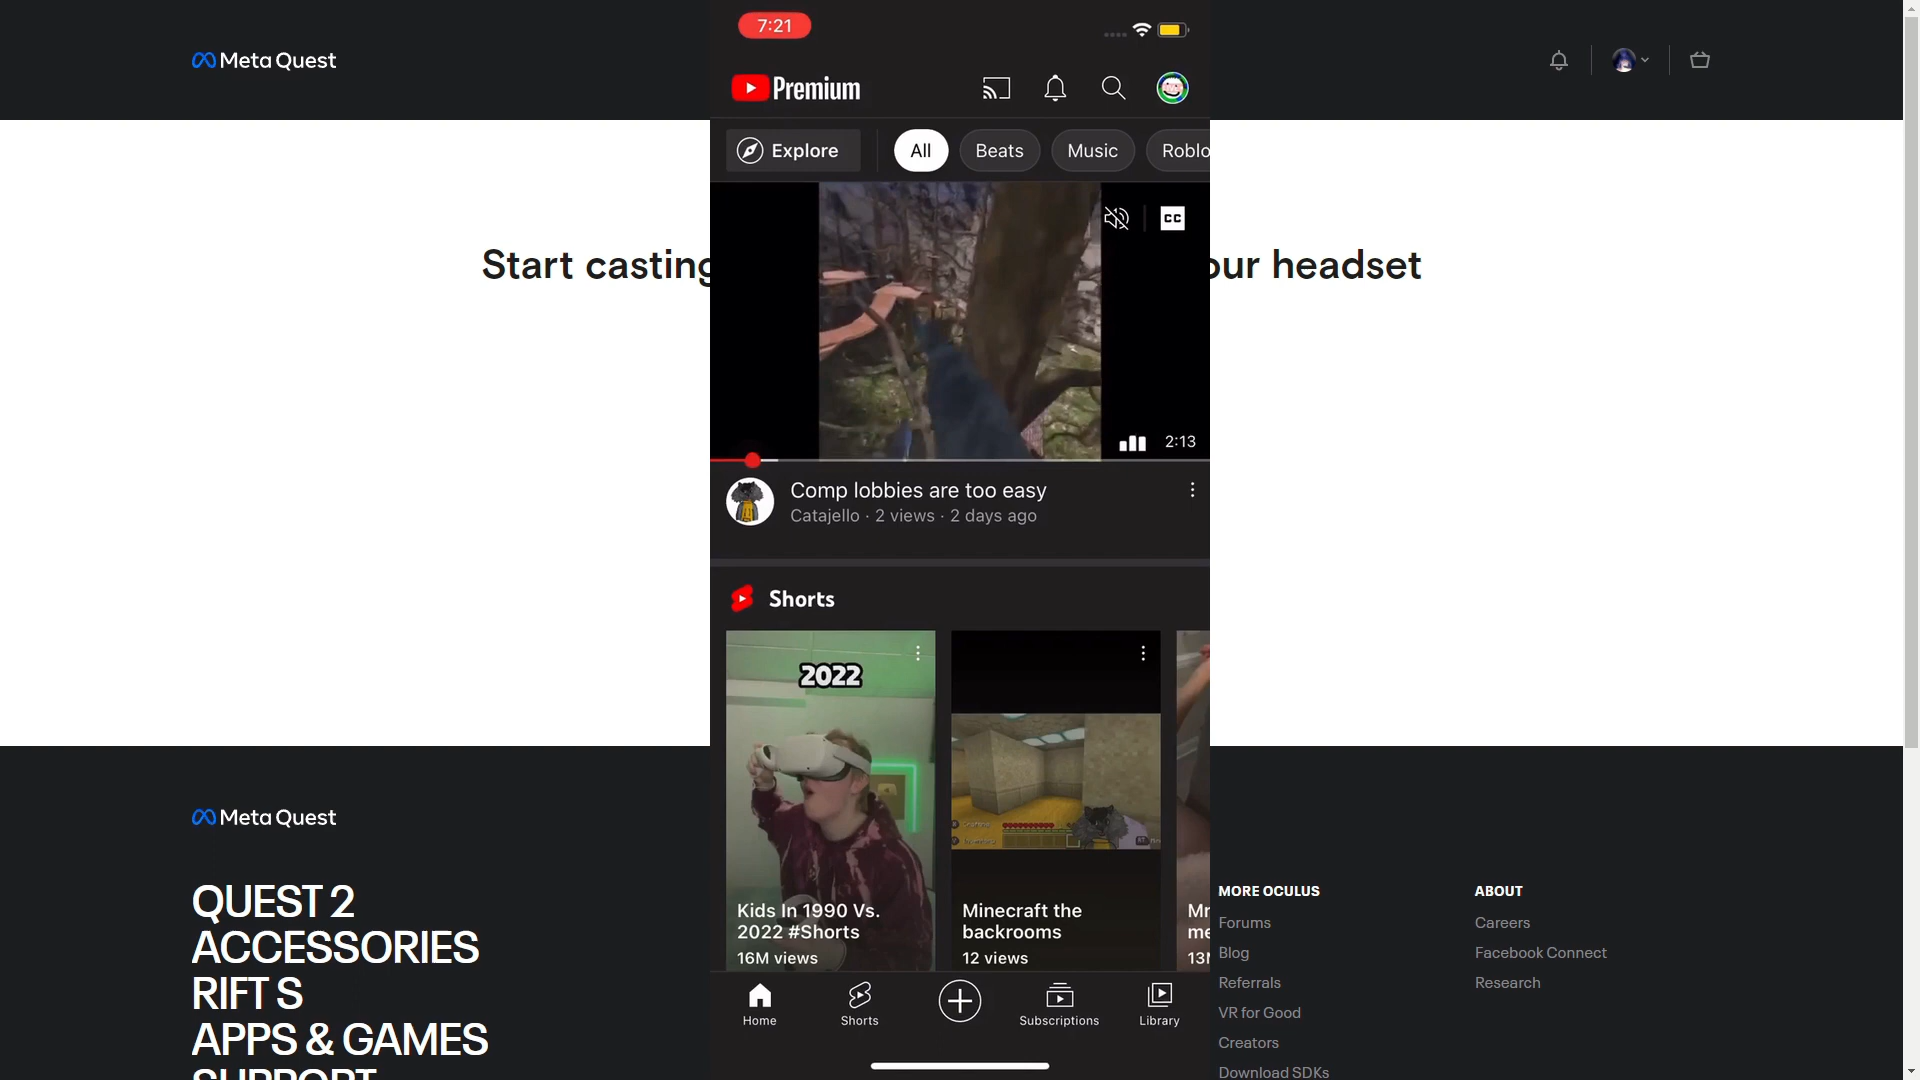 Meta Quest
7:21
Premium
Explore
All
Beats
Music
Roblo
CC
Start casting
our headset
2:13
Comp lobbies are too easy
Catajello · 2 views · 2 days ago
Shorts
2022
Kids In 1990 Vs.
2022 #Shorts
16M views
Minecraft the
backrooms
12 views
Home
Shorts
Subscriptions
Library
Meta Quest
QUEST 2
ACCESSORIES
RIFT S
APPS & GAMES
SUPPORT
MORE OCULUS
Forums
Blog
Referrals
VR for Good
Creators
Download SDKs
ABOUT
Careers
Facebook Connect
Research